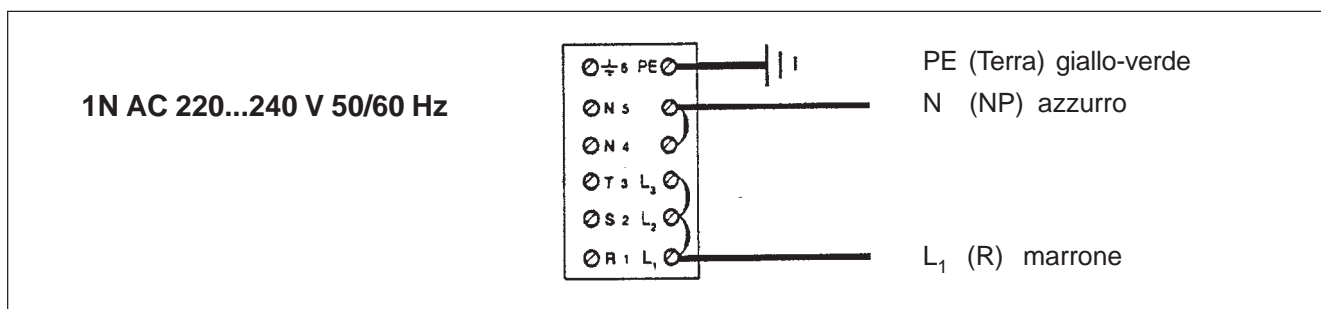 ⏚ 6 PE PE (Terra) giallo-verde
1N AC 220...240 V 50/60 Hz N 5 N (NP) azzurro
N 4
T 3 L₃
S 2 L₂
R 1 L₁ L₁ (R) marrone